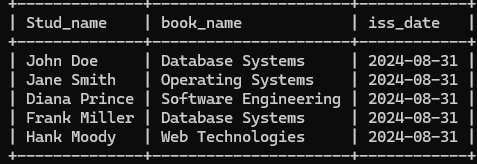 | Stud_name | book_name | iss_date |
| John Doe | Database Systems | 2024-08-31 |
| Jane Smith | Operating Systems | 2024-08-31 |
| Diana Prince | Software Engineering | 2024-08-31 |
| Frank Miller | Database Systems | 2024-08-31 |
| Hank Moody | Web Technologies | 2024-08-31 |